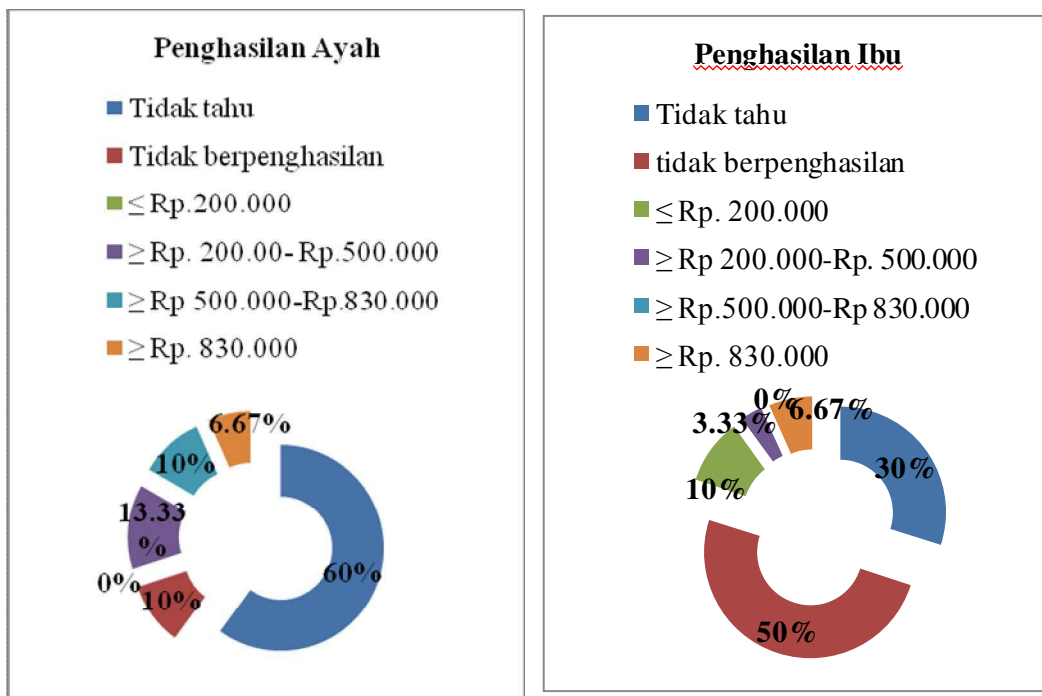 Penghasilan Ayah
Tidak tahu
Tidak berpenghasilan
≤ Rp.200.000
≥ Rp. 200.00- Rp.500.000
≥ Rp 500.000-Rp.830.000
≥ Rp. 830.000
6.67%
10%
13.33
%
0%
10%
60%
Penghasilan Ibu
Tidak tahu
tidak berpenghasilan
≤ Rp. 200.000
≥ Rp 200.000-Rp. 500.000
≥ Rp.500.000-Rp 830.000
≥ Rp. 830.000
0%
6.67%
3.33%
30%
10%
50%